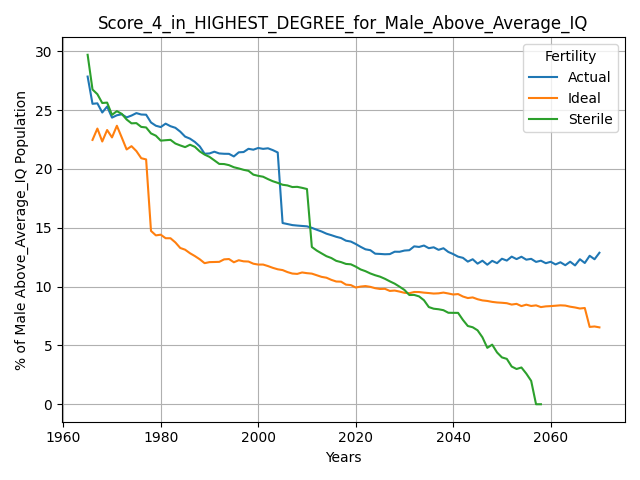 Score_4_in_HIGHEST_DEGREE_for_Male_Above_Average_IQ
% of Male Above_Average_IQ Population
30
25
20
15
10
5
0
Fertility
Actual
Ideal
Sterile
1960
1980
2000
2020
2040
2060
Years